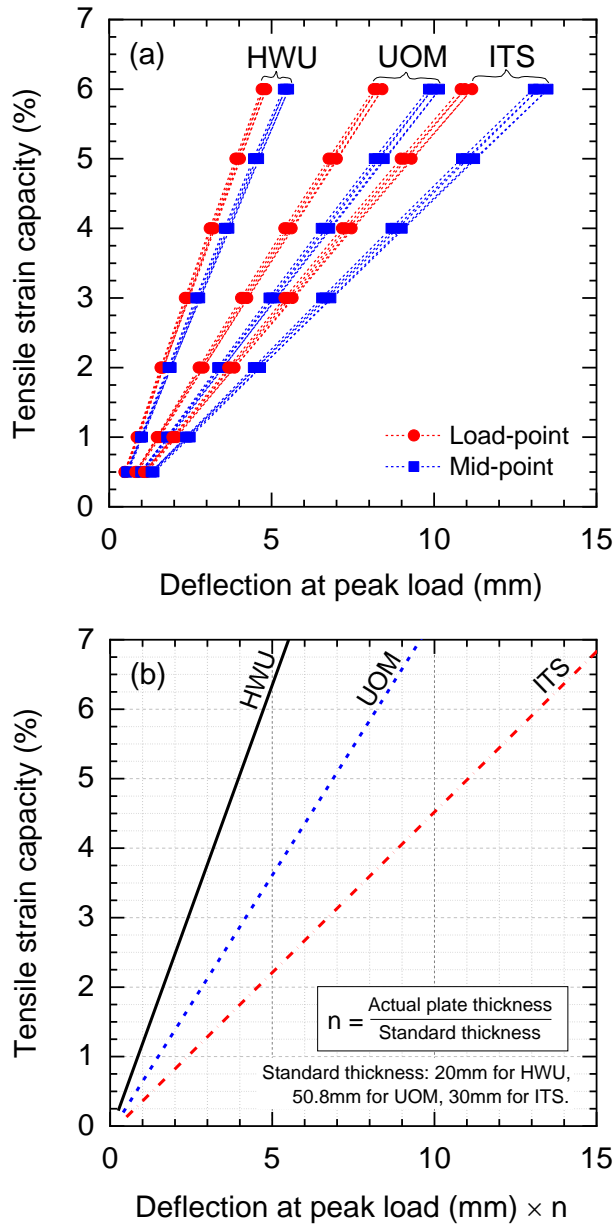 (a)
HWU
UOM
ITS
7
6
5
4
3
2
1
0
Tensile strain capacity (%)
Load-point
Mid-point
0
5
10
15
Deflection at peak load (mm)
(b)
HWU
UOM
ITS
7
6
5
4
3
2
1
0
Tensile strain capacity (%)
n = Actual plate thickness
Standard thickness
Standard thickness: 20mm for HWU,
50.8mm for UOM, 30mm for ITS.
0
5
10
15
Deflection at peak load (mm) × n